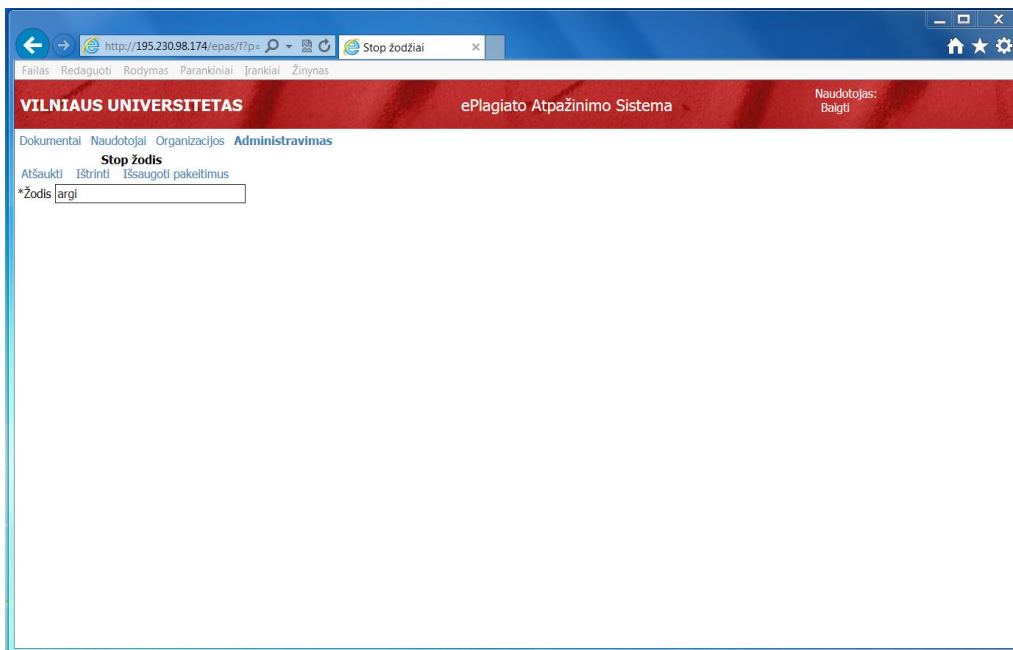 http://195.230.98.174/epas/f?p= Stop žodžiai
Failas Redaguoti Rodymas Parankiniai Įrankiai Žinynas
VILNIAUS UNIVERSITETAS ePlagiato Atpažinimo Sistema Naudotojas:
Baigti
Dokumentai Naudotojai Organizacijos Administravimas
Stop žodis
Atšaukti Ištrinti Išsaugoti pakeitimus
*Žodis argi